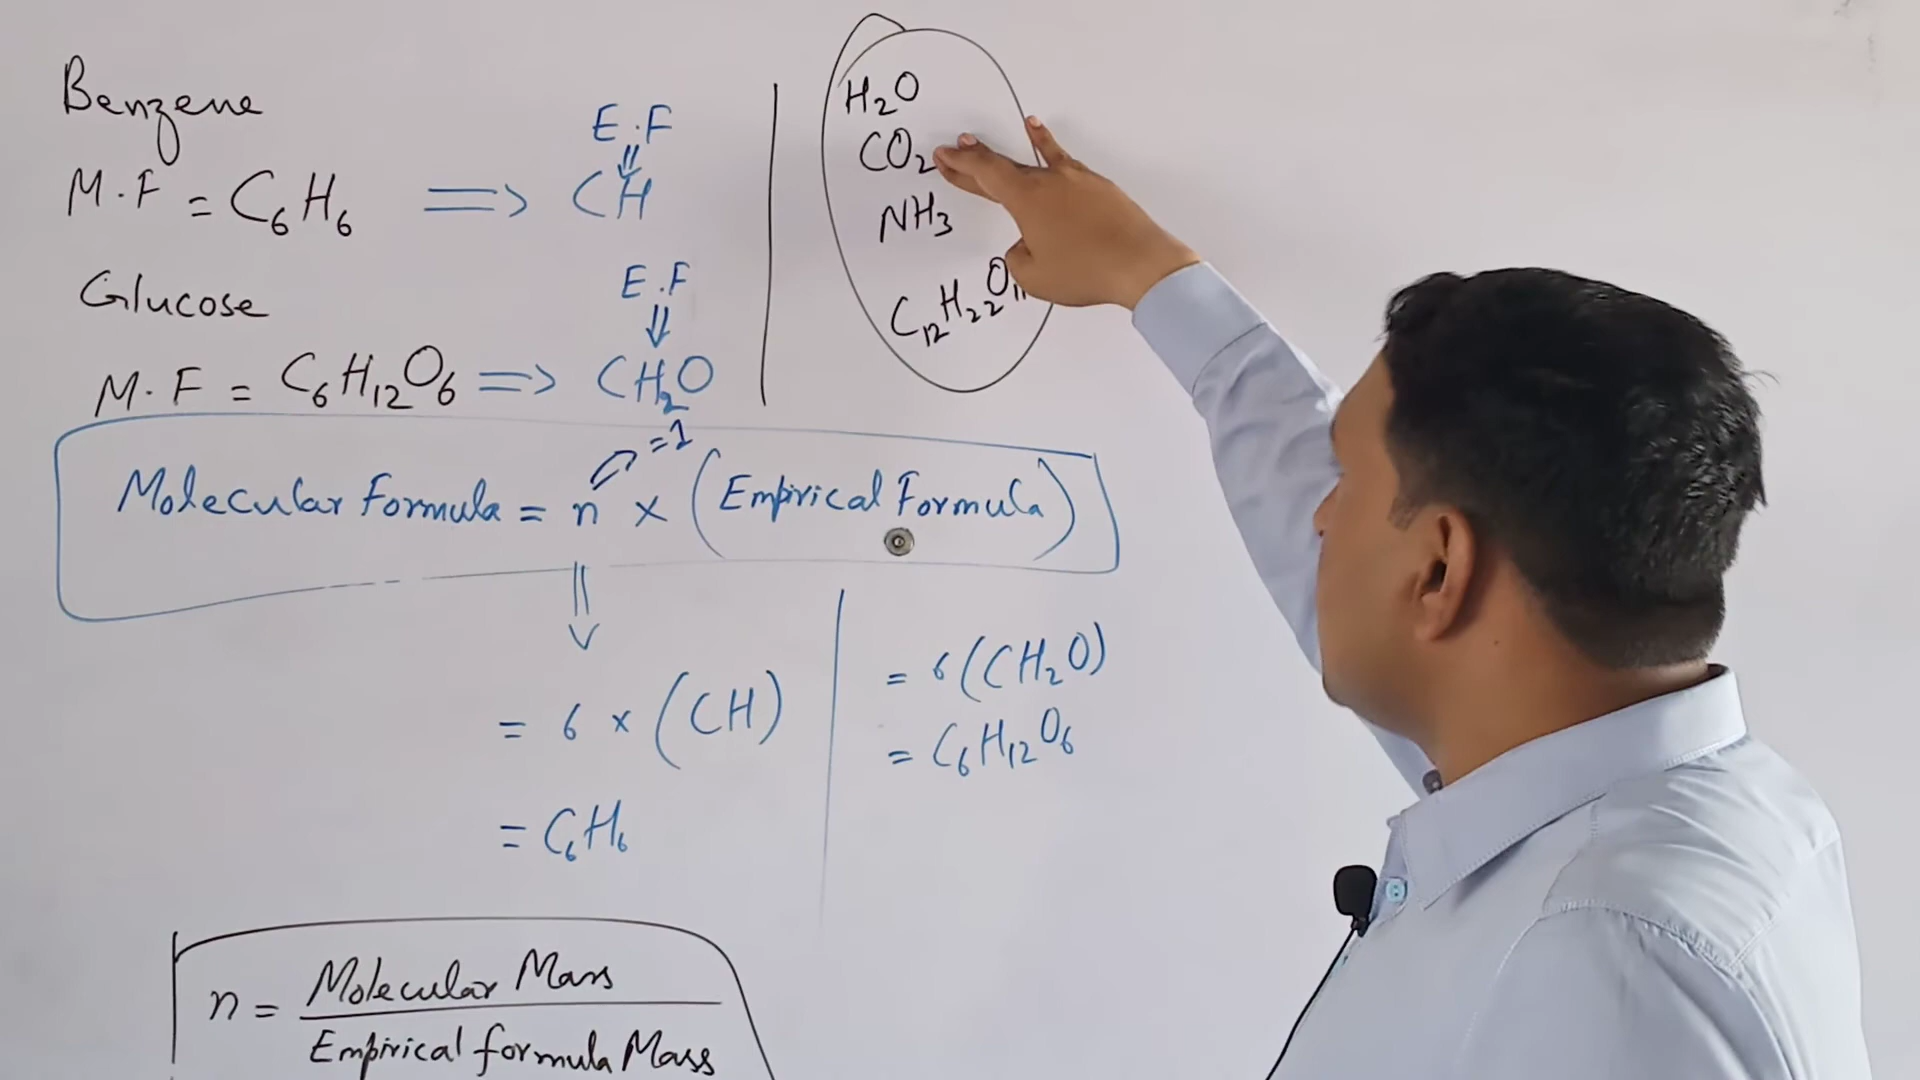 Benzene
E.F
⇓
M.F = C₆H₆ ⟹ CH
Glucose
E.F
⇓
M.F = C₆H₁₂O₆ ⟹ CH₂O
H₂O
CO₂
NH₃
C₁₂H₂₂O₁₁
=1
Molecular Formula = n × (Empirical Formula)
⇓
= 6 × (CH)
= C₆H₆
= 6(CH₂O)
= C₆H₁₂O₆
n = Molecular Mass
Empirical formula Mass